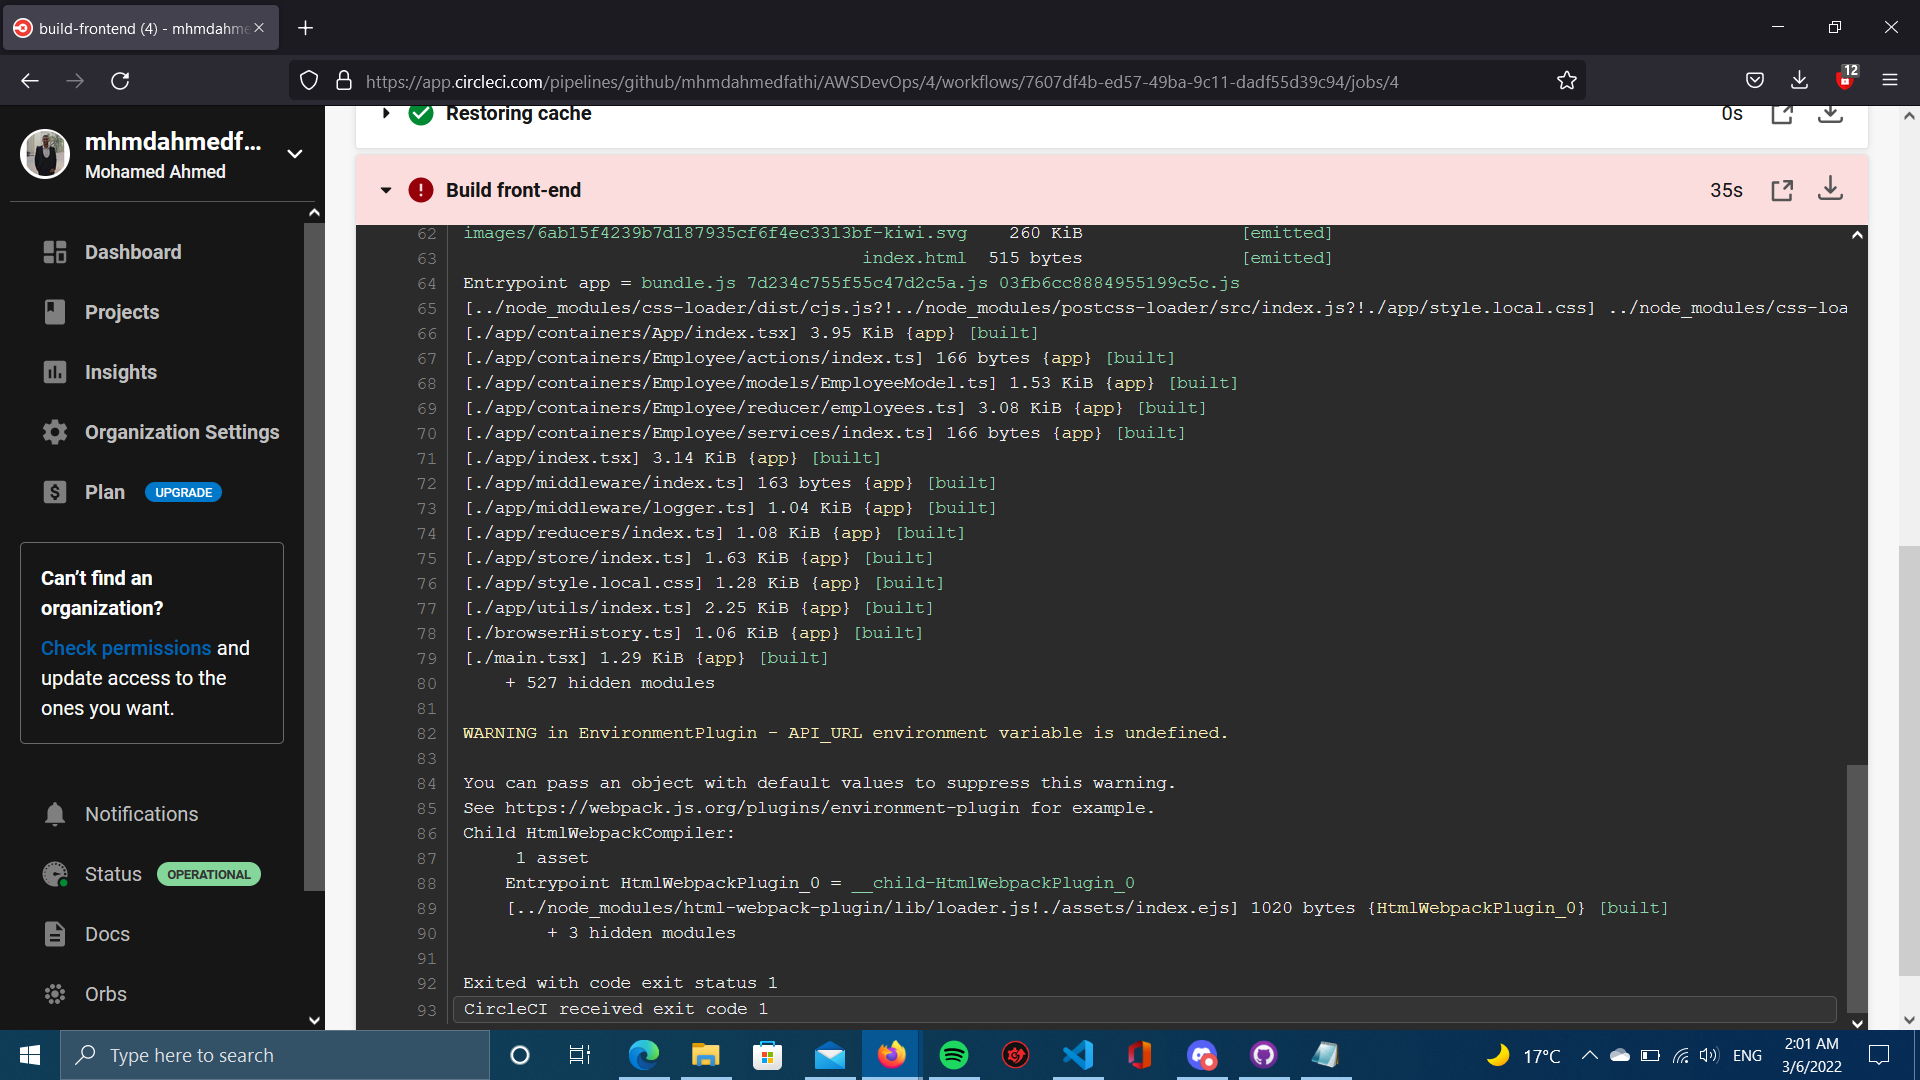 build-frontend (4) - mhmdahme
https://app.circleci.com/pipelines/github/mhmdahmedfathi/AWSDevOps/4/workflows/7607df4b-ed57-49ba-9c11-dadf55d39c94/jobs/4
12
mhmdahmedf...
Mohamed Ahmed
Dashboard
Projects
Insights
Organization Settings
Plan UPGRADE
Can't find an
organization?
Check permissions and
update access to the
ones you want.
Notifications
Status OPERATIONAL
Docs
Orbs
Restoring cache 0s
Build front-end 35s
62 images/6ab15f4239b7d187935cf6f4ec3313bf-kiwi.svg 260 KiB [emitted]
63 index.html 515 bytes [emitted]
64 Entrypoint app = bundle.js 7d234c755f55c47d2c5a.js 03fb6cc8884955199c5c.js
65 [../node_modules/css-loader/dist/cjs.js?!../node_modules/postcss-loader/src/index.js?!./app/style.local.css] ../node_modules/css-loa
66 [./app/containers/App/index.tsx] 3.95 KiB {app} [built]
67 [./app/containers/Employee/actions/index.ts] 166 bytes {app} [built]
68 [./app/containers/Employee/models/EmployeeModel.ts] 1.53 KiB {app} [built]
69 [./app/containers/Employee/reducer/employees.ts] 3.08 KiB {app} [built]
70 [./app/containers/Employee/services/index.ts] 166 bytes {app} [built]
71 [./app/index.tsx] 3.14 KiB {app} [built]
72 [./app/middleware/index.ts] 163 bytes {app} [built]
73 [./app/middleware/logger.ts] 1.04 KiB {app} [built]
74 [./app/reducers/index.ts] 1.08 KiB {app} [built]
75 [./app/store/index.ts] 1.63 KiB {app} [built]
76 [./app/style.local.css] 1.28 KiB {app} [built]
77 [./app/utils/index.ts] 2.25 KiB {app} [built]
78 [./browserHistory.ts] 1.06 KiB {app} [built]
79 [./main.tsx] 1.29 KiB {app} [built]
80 + 527 hidden modules
81
82 WARNING in EnvironmentPlugin - API_URL environment variable is undefined.
83
84 You can pass an object with default values to suppress this warning.
85 See https://webpack.js.org/plugins/environment-plugin for example.
86 Child HtmlWebpackCompiler:
87 1 asset
88 Entrypoint HtmlWebpackPlugin_0 = __child-HtmlWebpackPlugin_0
89 [../node_modules/html-webpack-plugin/lib/loader.js!./assets/index.ejs] 1020 bytes {HtmlWebpackPlugin_0} [built]
90 + 3 hidden modules
91
92 Exited with code exit status 1
93 CircleCI received exit code 1
Type here to search
17°C
ENG
2:01 AM
3/6/2022